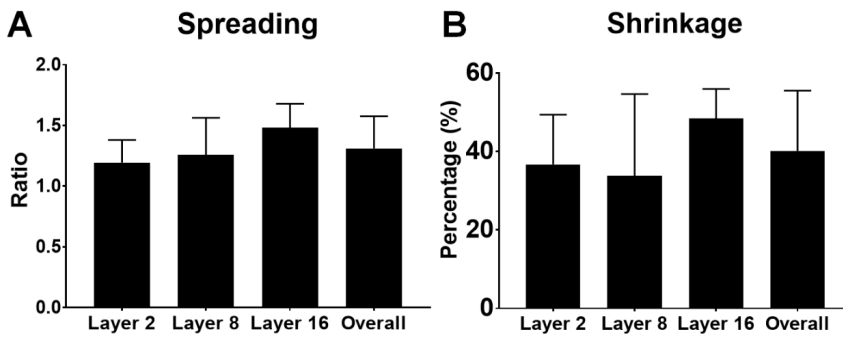 A Spreading
Ratio
2.0
1.5
1.0
0.5
0.0
Layer 2 Layer 8 Layer 16 Overall
B Shrinkage
Percentage (%)
60
40
20
0
Layer 2 Layer 8 Layer 16 Overall